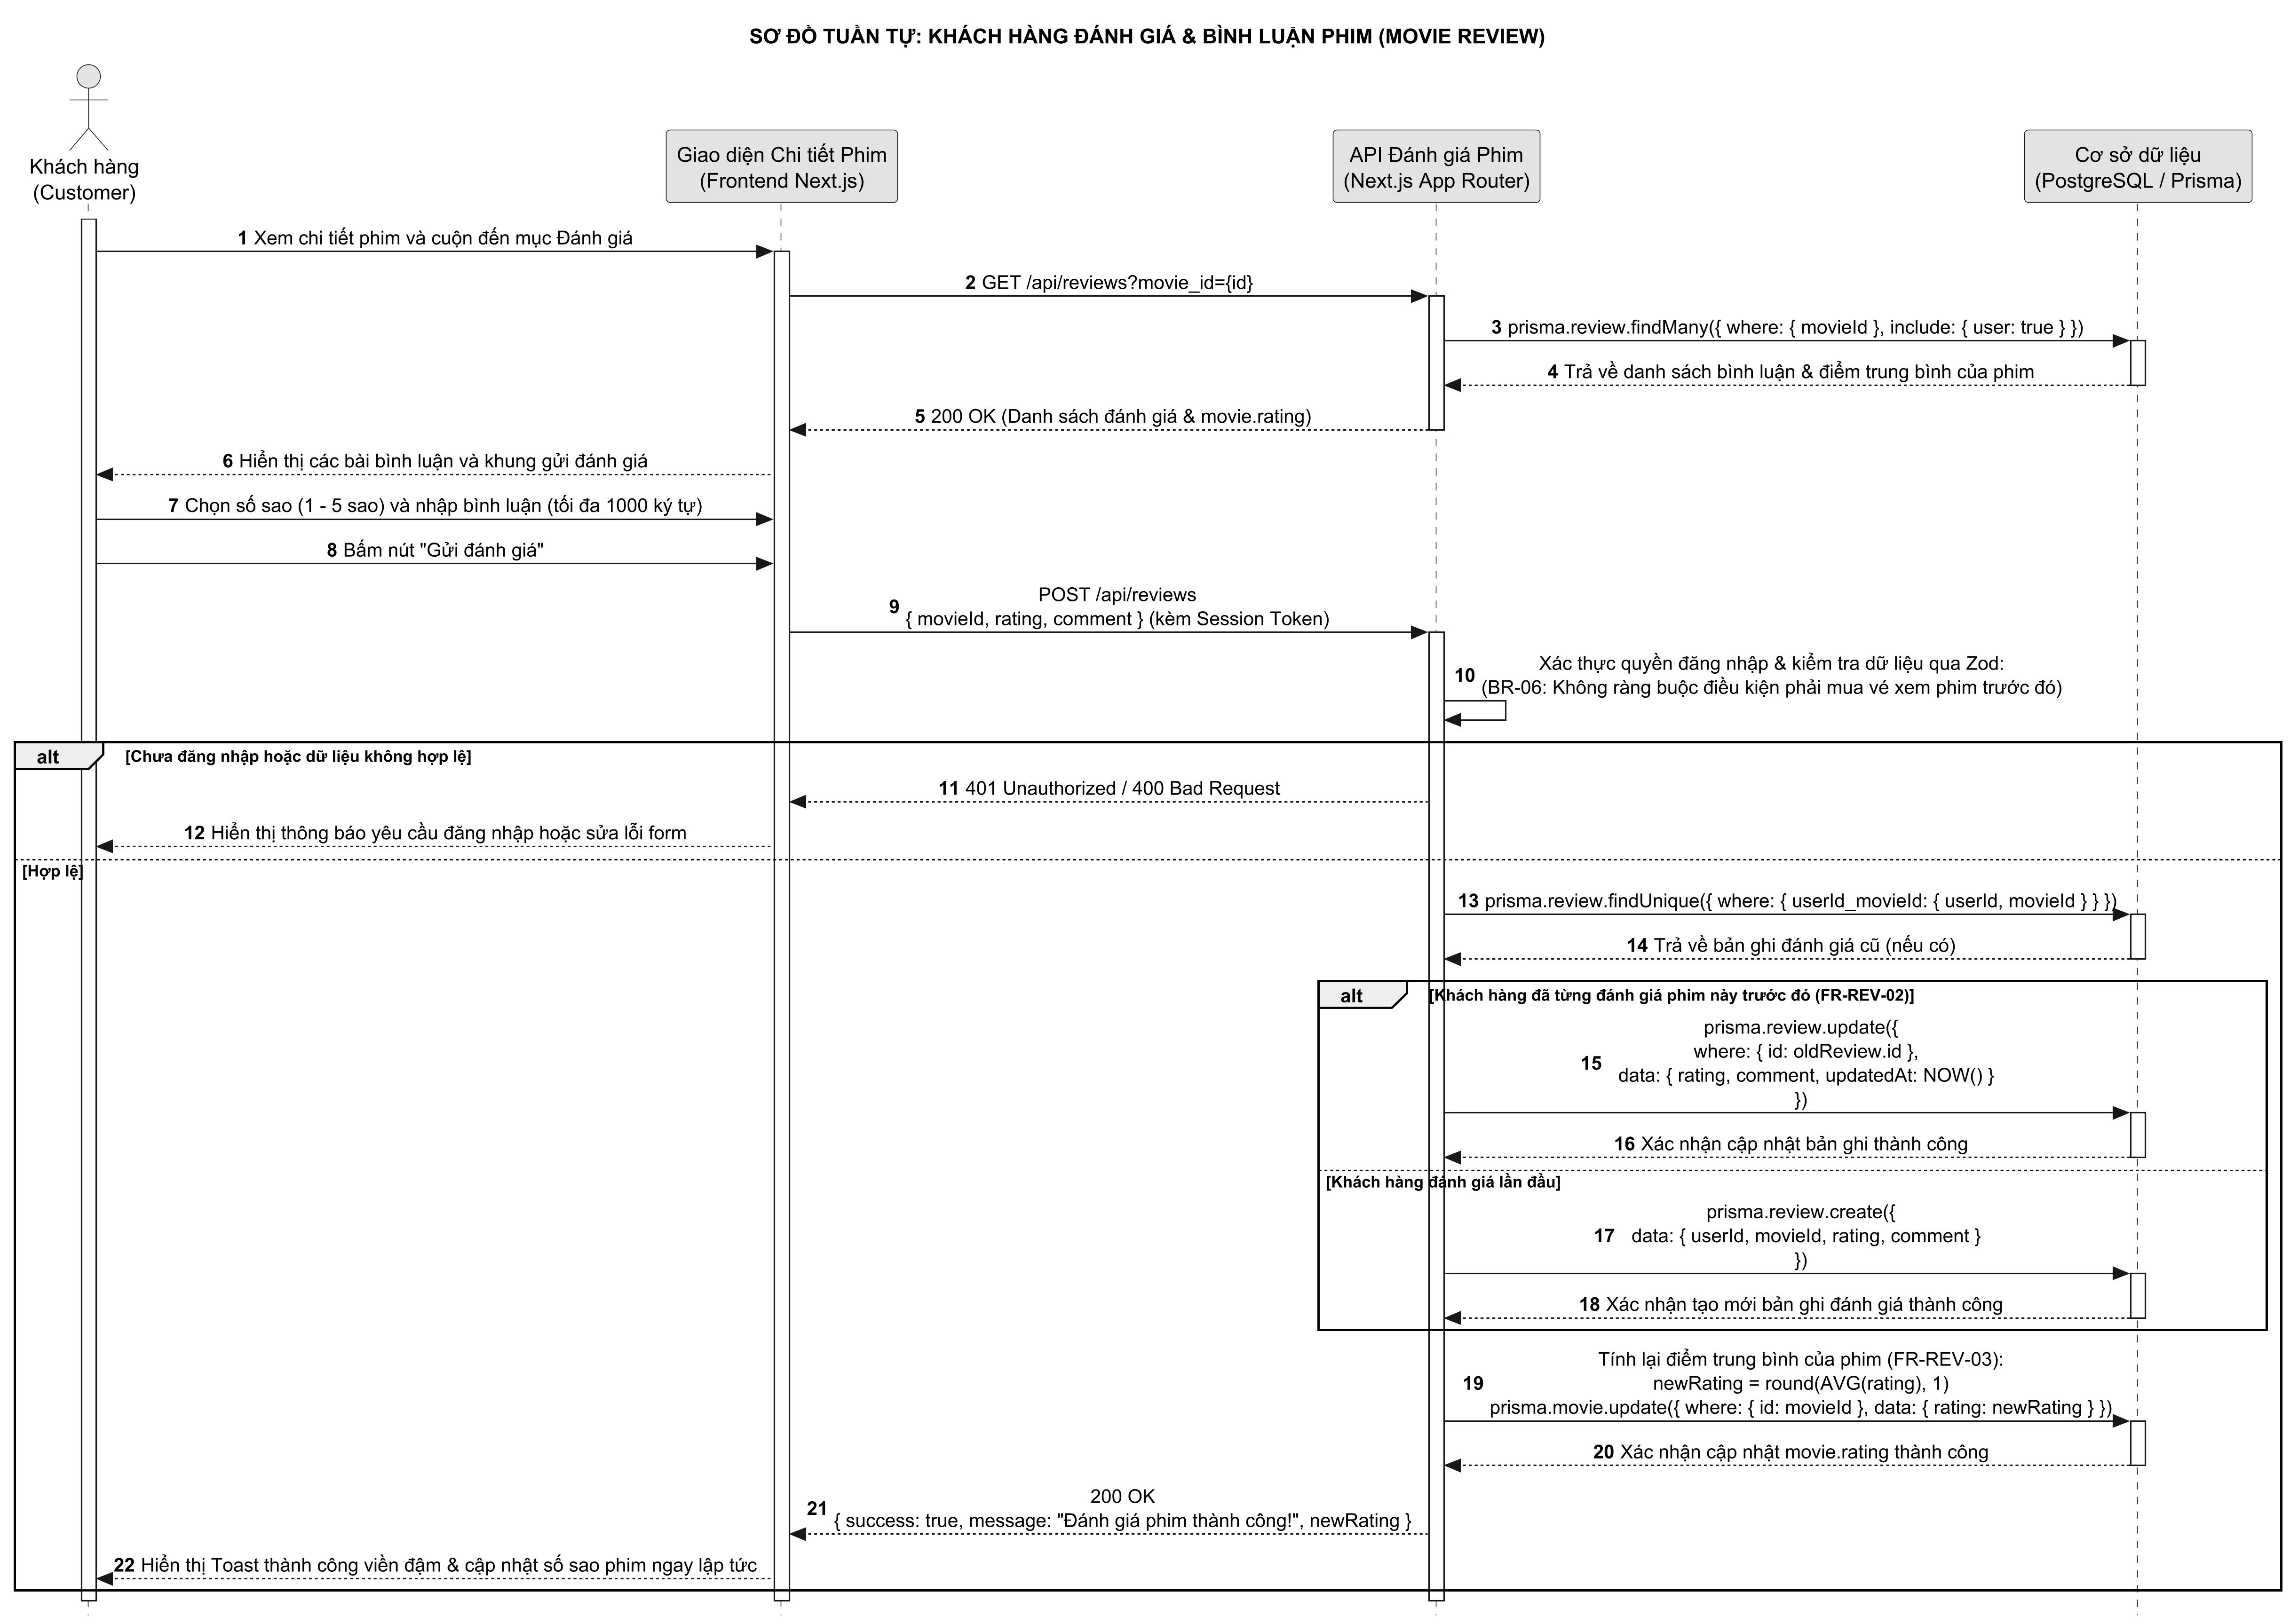 SƠ ĐỒ TUẦN TỰ: KHÁCH HÀNG ĐÁNH GIÁ & BÌNH LUẬN PHIM (MOVIE REVIEW)
Khách hàng
(Customer)
Giao diện Chi tiết Phim
(Frontend Next.js)
API Đánh giá Phim
(Next.js App Router)
Cơ sở dữ liệu
(PostgreSQL / Prisma)
1 Xem chi tiết phim và cuộn đến mục Đánh giá
2 GET /api/reviews?movie_id={id}
3 prisma.review.findMany({ where: { movieId }, include: { user: true } })
4 Trả về danh sách bình luận & điểm trung bình của phim
5 200 OK (Danh sách đánh giá & movie.rating)
6 Hiển thị các bài bình luận và khung gửi đánh giá
7 Chọn số sao (1 - 5 sao) và nhập bình luận (tối đa 1000 ký tự)
8 Bấm nút "Gửi đánh giá"
POST /api/reviews
9 { movieId, rating, comment } (kèm Session Token)
Xác thực quyền đăng nhập & kiểm tra dữ liệu qua Zod:
10 (BR-06: Không ràng buộc điều kiện phải mua vé xem phim trước đó)
alt [Chưa đăng nhập hoặc dữ liệu không hợp lệ]
11 401 Unauthorized / 400 Bad Request
12 Hiển thị thông báo yêu cầu đăng nhập hoặc sửa lỗi form
[Hợp lệ]
13 prisma.review.findUnique({ where: { userId_movieId: { userId, movieId } } })
14 Trả về bản ghi đánh giá cũ (nếu có)
alt [Khách hàng đã từng đánh giá phim này trước đó (FR-REV-02)]
prisma.review.update({
where: { id: oldReview.id },
15 data: { rating, comment, updatedAt: NOW() }
})
16 Xác nhận cập nhật bản ghi thành công
[Khách hàng đánh giá lần đầu]
prisma.review.create({
17 data: { userId, movieId, rating, comment }
})
18 Xác nhận tạo mới bản ghi đánh giá thành công
Tính lại điểm trung bình của phim (FR-REV-03):
19 newRating = round(AVG(rating), 1)
prisma.movie.update({ where: { id: movieId }, data: { rating: newRating } })
20 Xác nhận cập nhật movie.rating thành công
200 OK
21 { success: true, message: "Đánh giá phim thành công!", newRating }
22 Hiển thị Toast thành công viền đậm & cập nhật số sao phim ngay lập tức